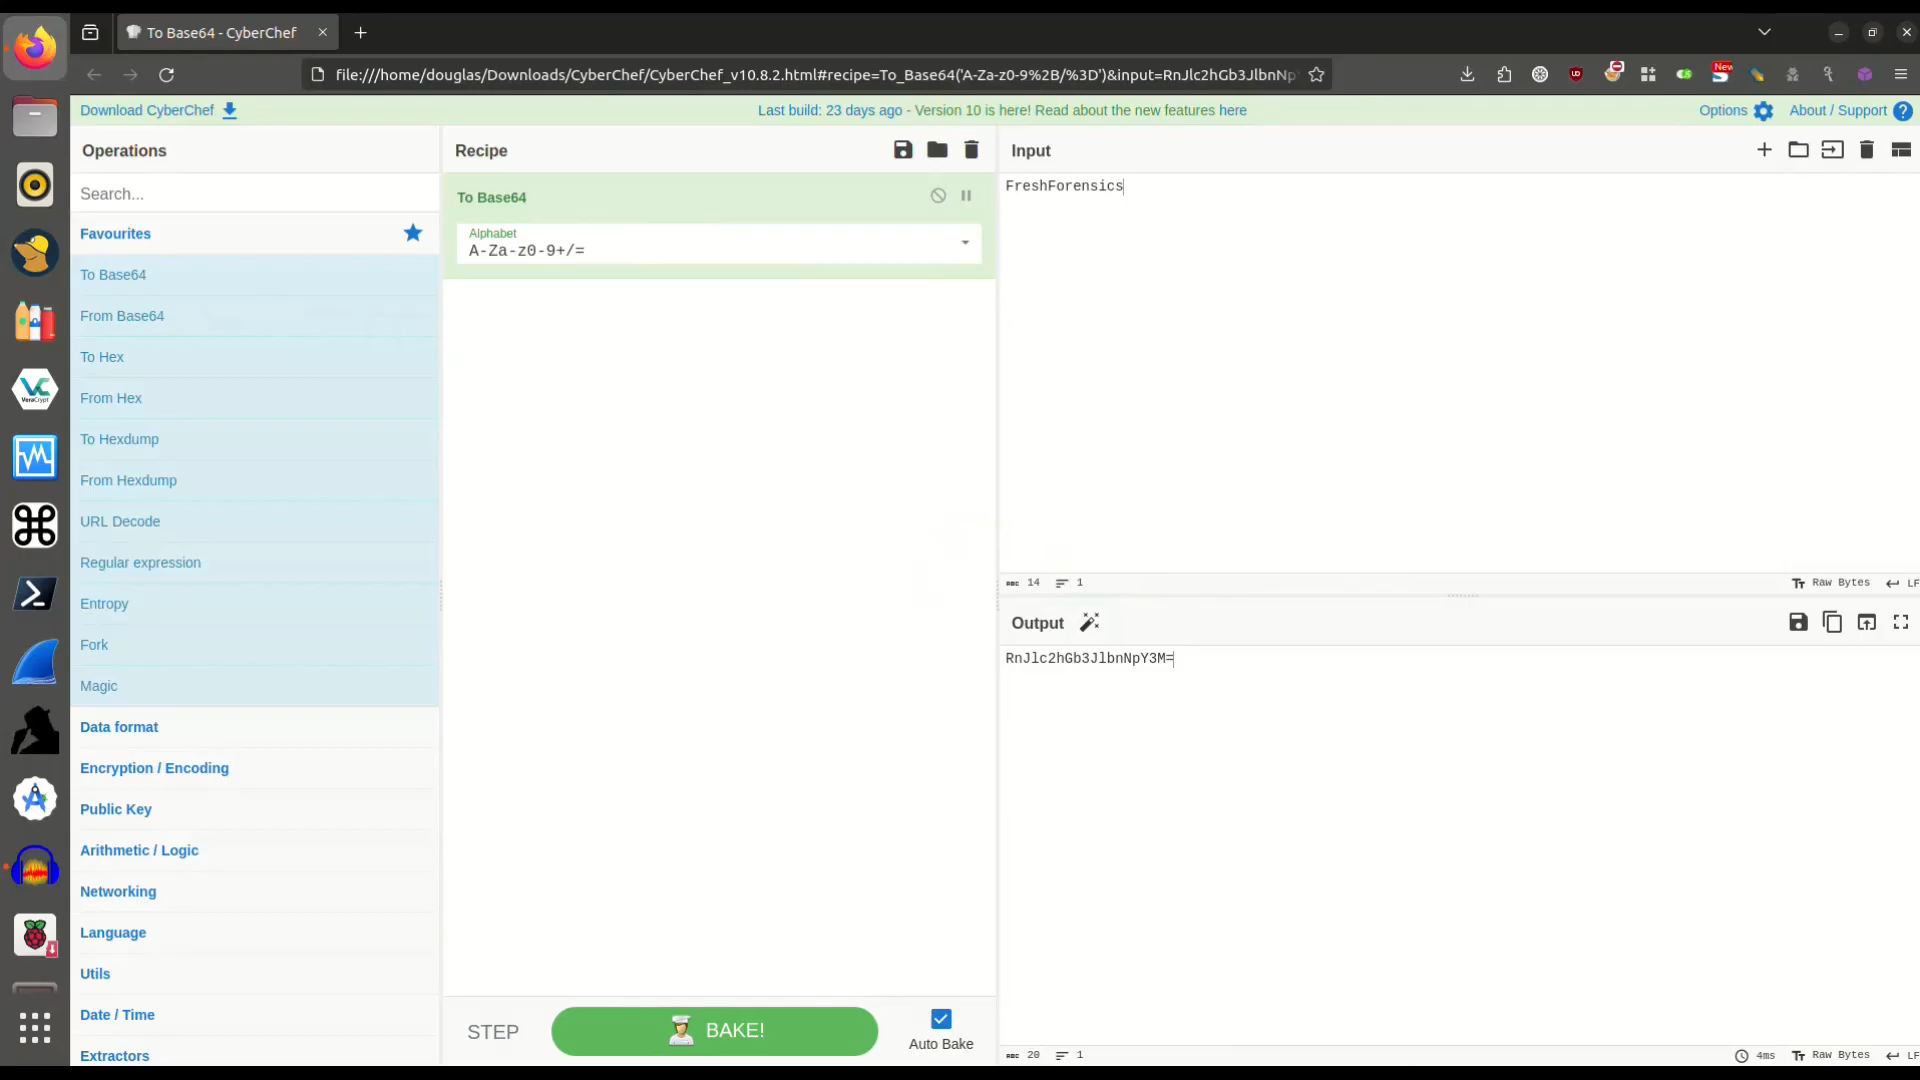 To Base64 - CyberChef
file:///home/douglas/Downloads/CyberChef/CyberChef_v10.8.2.html#recipe=To_Base64('A-Za-z0-9%2B/%3D')&input=RnJlc2hGb3JlbnNp
New
Download CyberChef
Last build: 23 days ago - Version 10 is here! Read about the new features here
Options
About / Support
Operations
Search...
Favourites
To Base64
From Base64
To Hex
From Hex
To Hexdump
From Hexdump
URL Decode
Regular expression
Entropy
Fork
Magic
Data format
Encryption / Encoding
Public Key
Arithmetic / Logic
Networking
Language
Utils
Date / Time
Extractors
Recipe
To Base64
Alphabet
A-Za-z0-9+/=
STEP
BAKE!
Auto Bake
Input
FreshForensics
14 1
Raw Bytes LF
Output
RnJlc2hGb3JlbnNpY3M=
20 1
4ms Raw Bytes LF